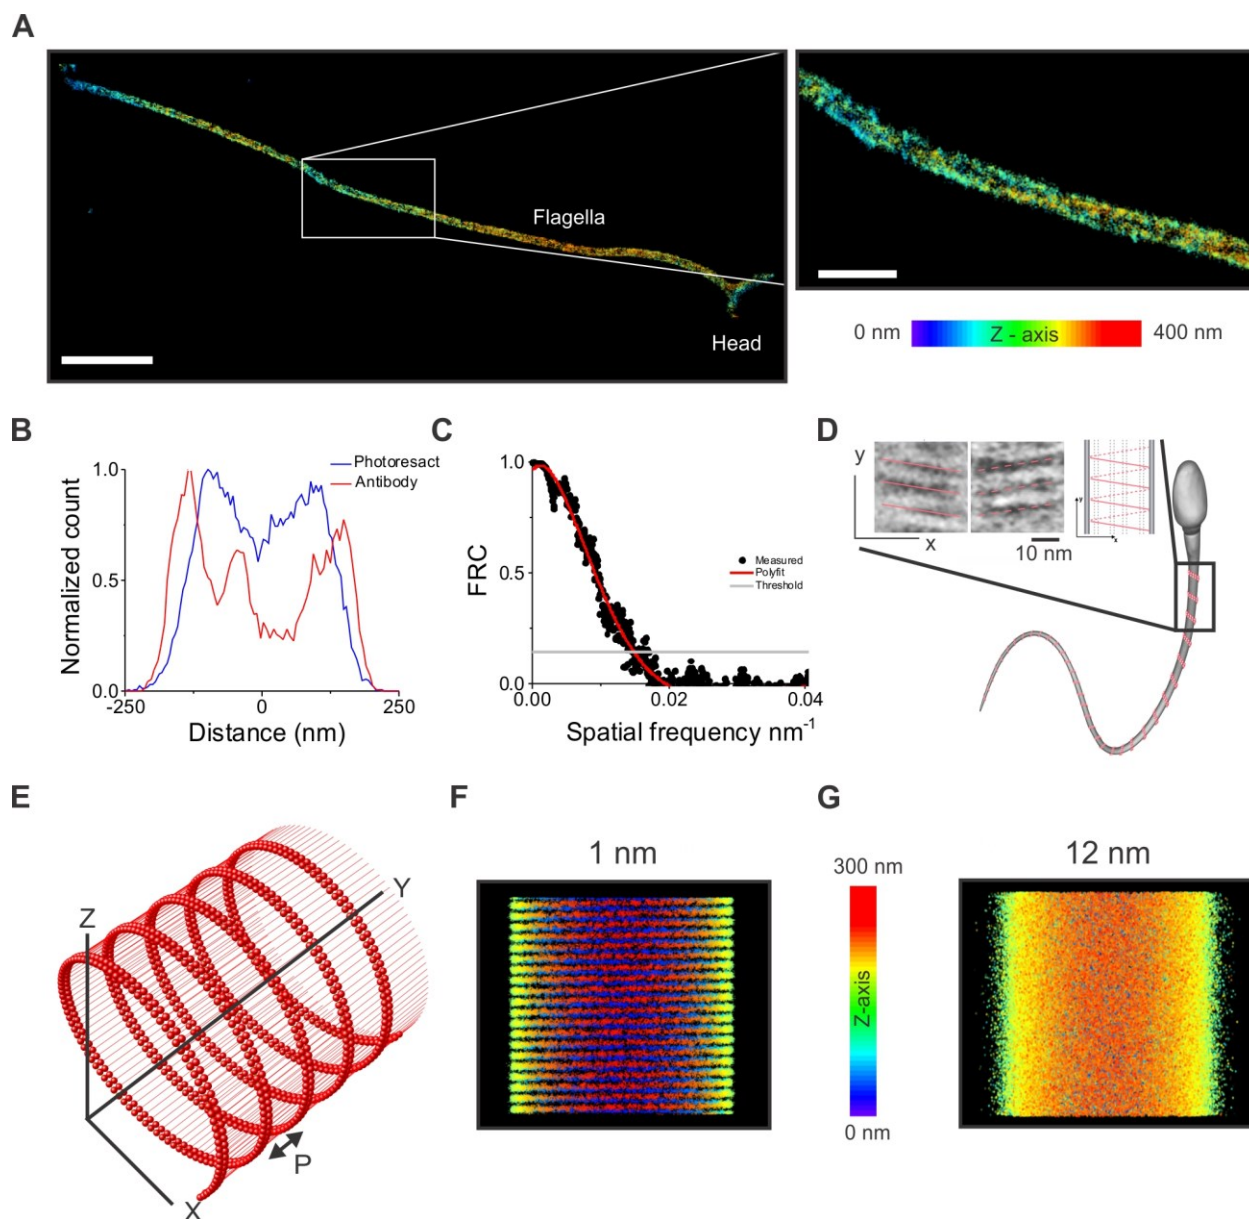 A
Flagella
Head
0 nm
Z - axis
400 nm
B
Normalized count
1.0
0.5
0.0
-250
0
250
Distance (nm)
Photoresact
Antibody
C
FRC
1.0
0.5
0.0
0.00
0.02
0.04
Spatial frequency nm-1
Measured
Polyfit
Threshold
D
y
x
10 nm
y
x
E
Z
Y
X
P
F
1 nm
300 nm
Z-axis
0 nm
G
12 nm